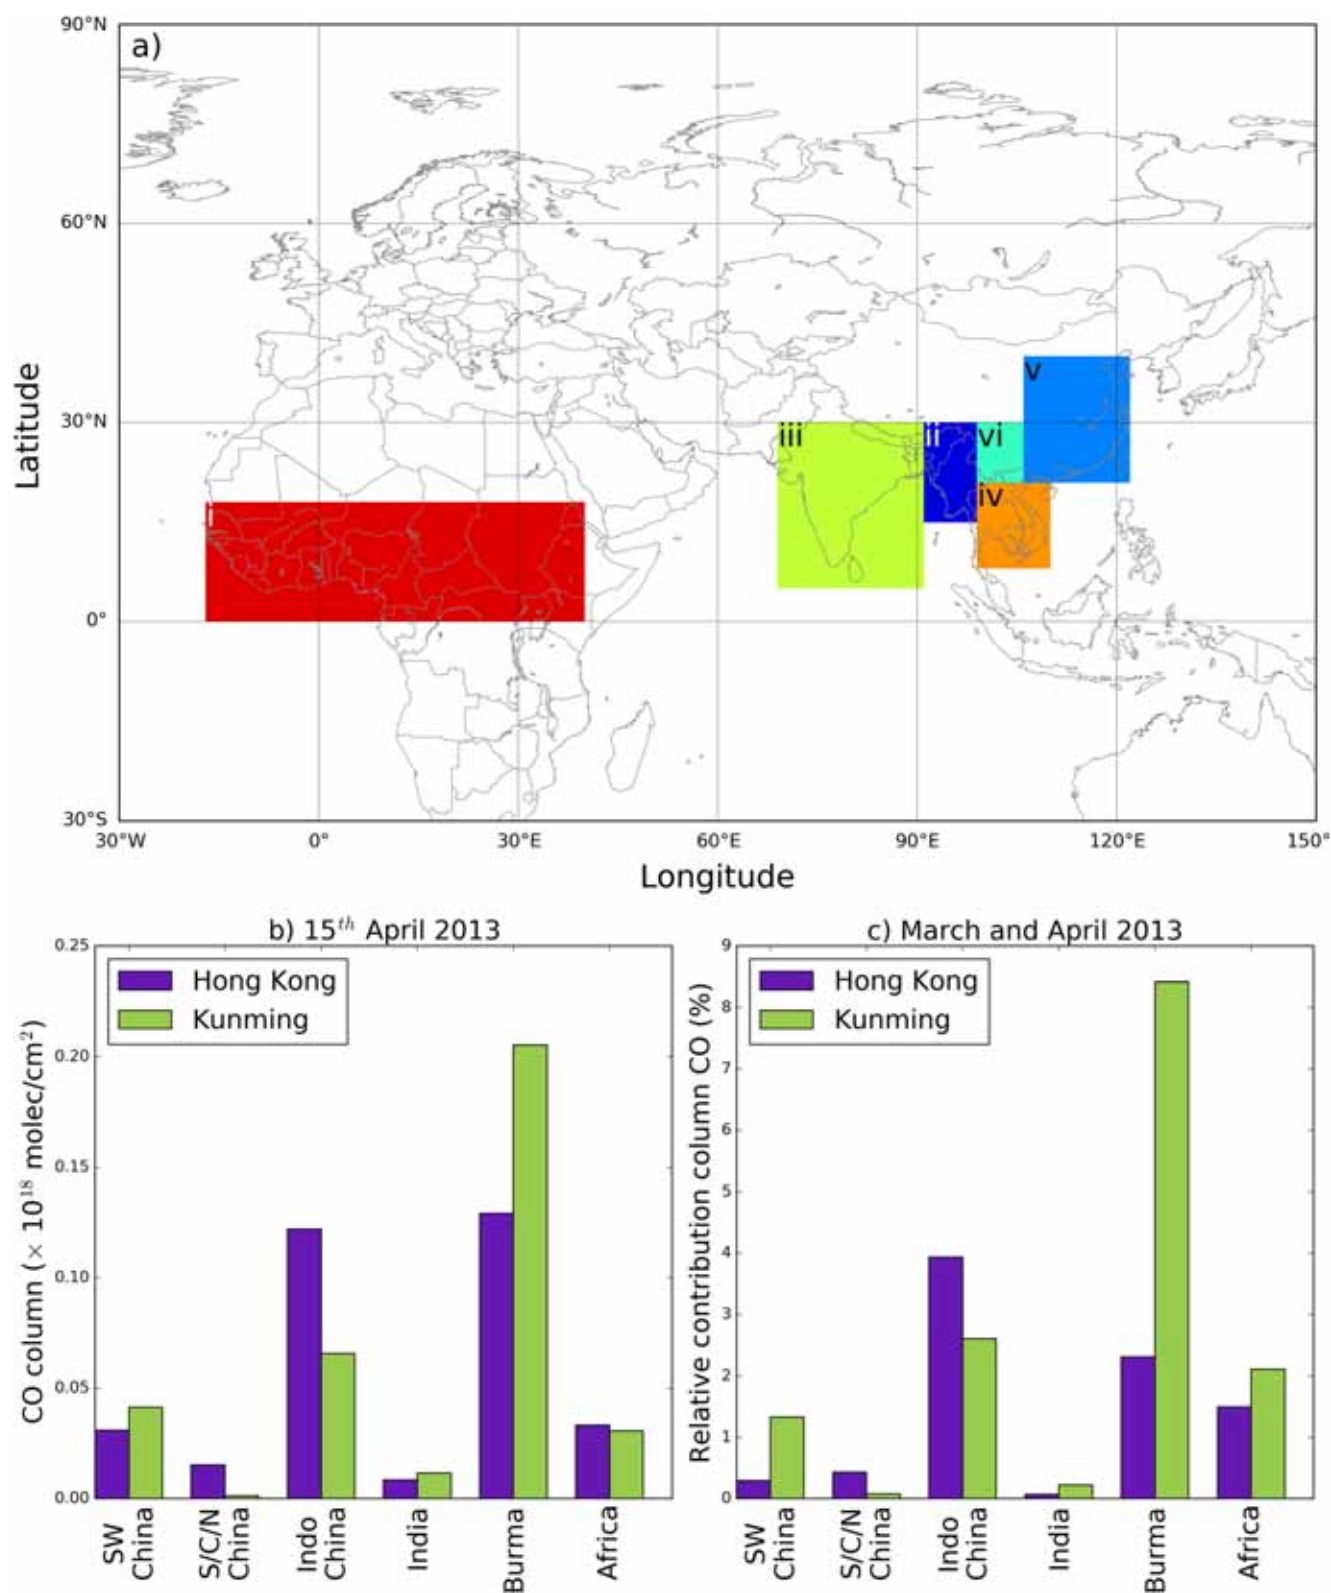 a)
90°N
60°N
30°N
0°
30°S
Latitude
i
iii
ii
vi
iv
v
30°W 0° 30°E 60°E 90°E 120°E 150°
Longitude
b) 15th April 2013
Hong Kong
Kunming
0.25
0.20
0.15
0.10
0.05
0.00
CO column (× 10^18 molec/cm^2)
SW China
S/C/N China
Indo China
India
Burma
Africa
c) March and April 2013
Hong Kong
Kunming
9
8
7
6
5
4
3
2
1
0
Relative contribution column CO (%)
SW China
S/C/N China
Indo China
India
Burma
Africa